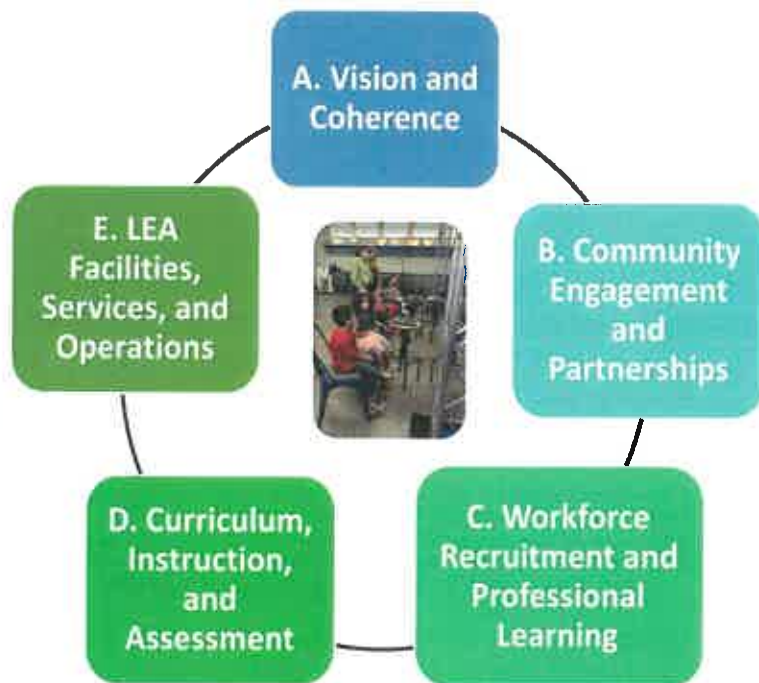 A. Vision and
Coherence
B. Community
Engagement
and
Partnerships
C. Workforce
Recruitment and
Professional
Learning
D. Curriculum,
Instruction,
and
Assessment
E. LEA
Facilities,
Services, and
Operations